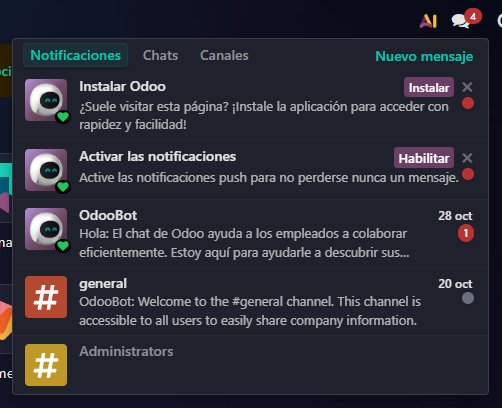 AI
4
Notificaciones Chats Canales Nuevo mensaje
Instalar Odoo Instalar
¿Suele visitar esta página? ¡Instale la aplicación para acceder con
rapidez y facilidad!
Activar las notificaciones Habilitar
Active las notificaciones push para no perderse nunca un mensaje.
OdooBot 28 oct
Hola: El chat de Odoo ayuda a los empleados a colaborar 1
eficientemente. Estoy aquí para ayudarle a descubrir sus...
# general 20 oct
OdooBot: Welcome to the #general channel. This channel is
accessible to all users to easily share company information.
# Administrators